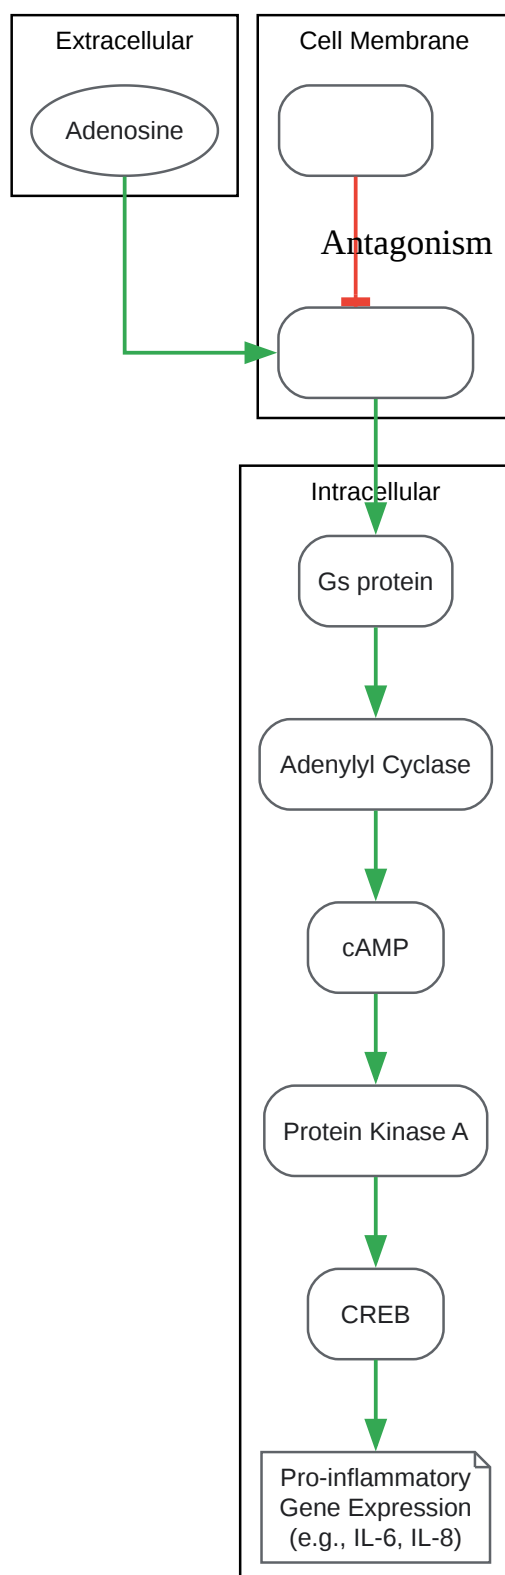 Extracellular
Cell Membrane
Adenosine
Antagonism
Intracellular
Gs protein
Adenylyl Cyclase
cAMP
Protein Kinase A
CREB
Pro-inflammatory
Gene Expression
(e.g., IL-6, IL-8)